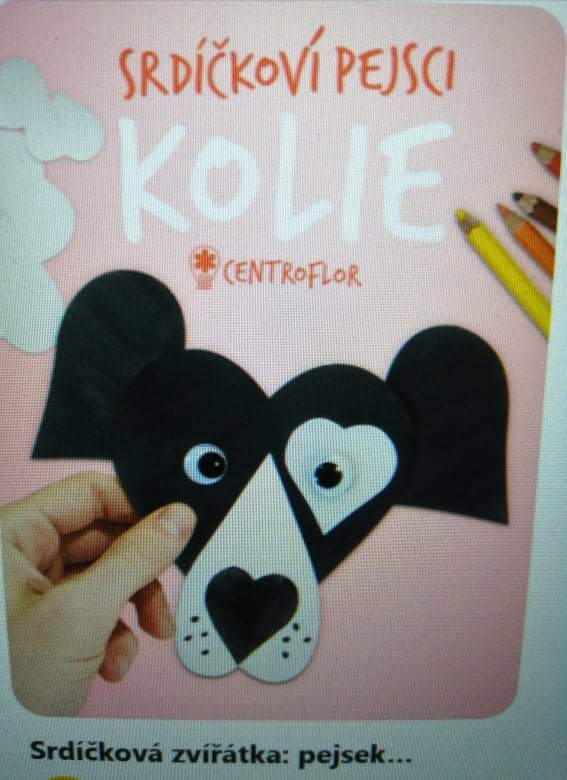 SRDÍČKOVÍ PEJSCI
KOLIE
CENTROFLOR
Srdíčková zvířátka: pejsek...